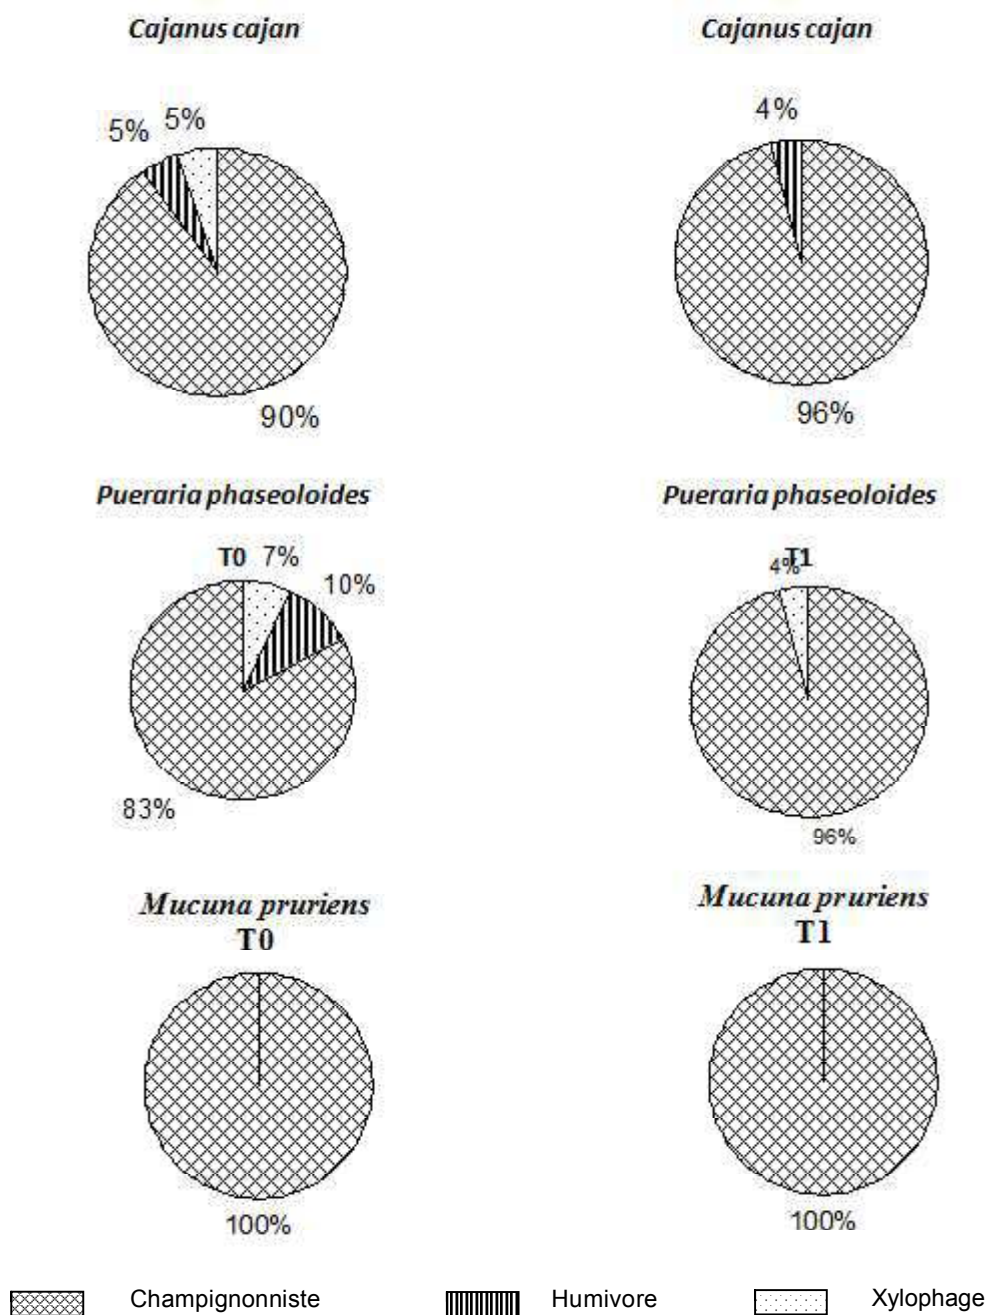 Cajanus cajan
Cajanus cajan
5%
5%
4%
90%
96%
Pueraria phaseoloides
Pueraria phaseoloides
T0
7%
10%
T1
4%
83%
96%
Mucuna pruriens
T0
Mucuna pruriens
T1
100%
100%
Champignonniste
Humivore
Xylophage